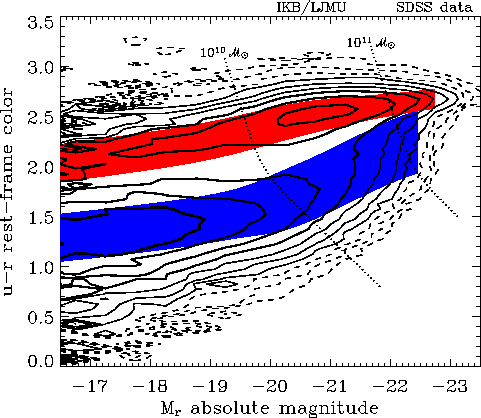 IKB/LJMU SDSS data
3.5
3.0
2.5
2.0
1.5
1.0
0.5
0.0
u-r rest-frame color
10¹⁰ M☉
10¹¹ M☉
-17 -18 -19 -20 -21 -22 -23
Mᵣ absolute magnitude